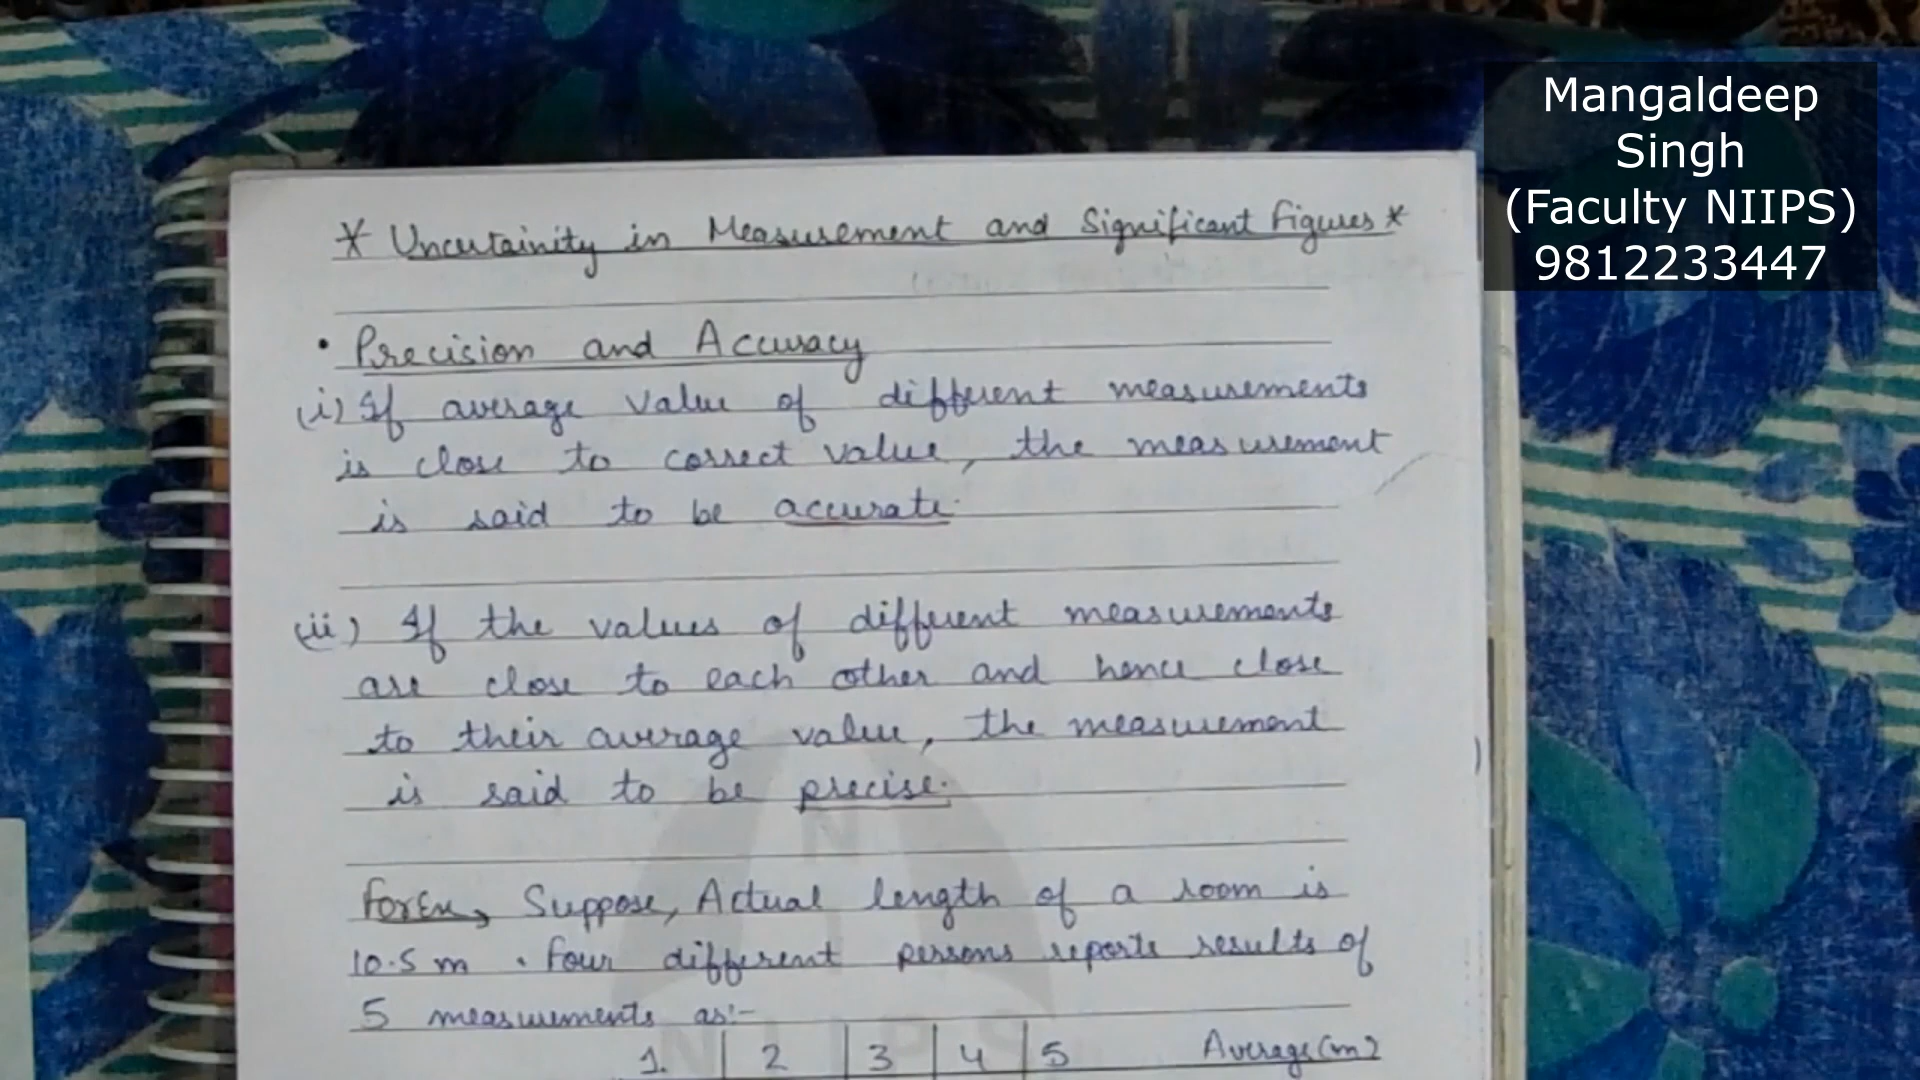 Mangaldeep
Singh
(Faculty NIIPS)
9812233447
* Uncertainity in Measurement and Significant figures *
• Precision and Accuracy
(i) If average value of different measurements
is close to correct value, the measurement
is said to be accurate.
(ii) If the values of different measurements
are close to each other and hence close
to their average value, the measurement
is said to be precise.
ForEx, Suppose, Actual length of a room is
10.5 m . Four different persons reports results of
5 measurements as:-
1. 2 3 4 5 Average (m)
N
NIIPS